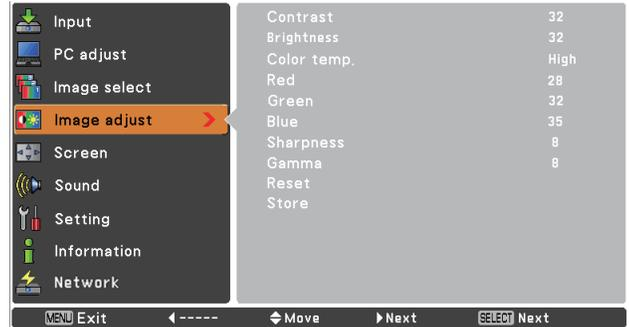 Input
PC adjust
Image select
Image adjust
Screen
Sound
Setting
Information
Network
Contrast 32
Brightness 32
Color temp. High
Red 28
Green 32
Blue 35
Sharpness 8
Gamma 8
Reset
Store
MENU Exit ----- Move Next SELECT Next